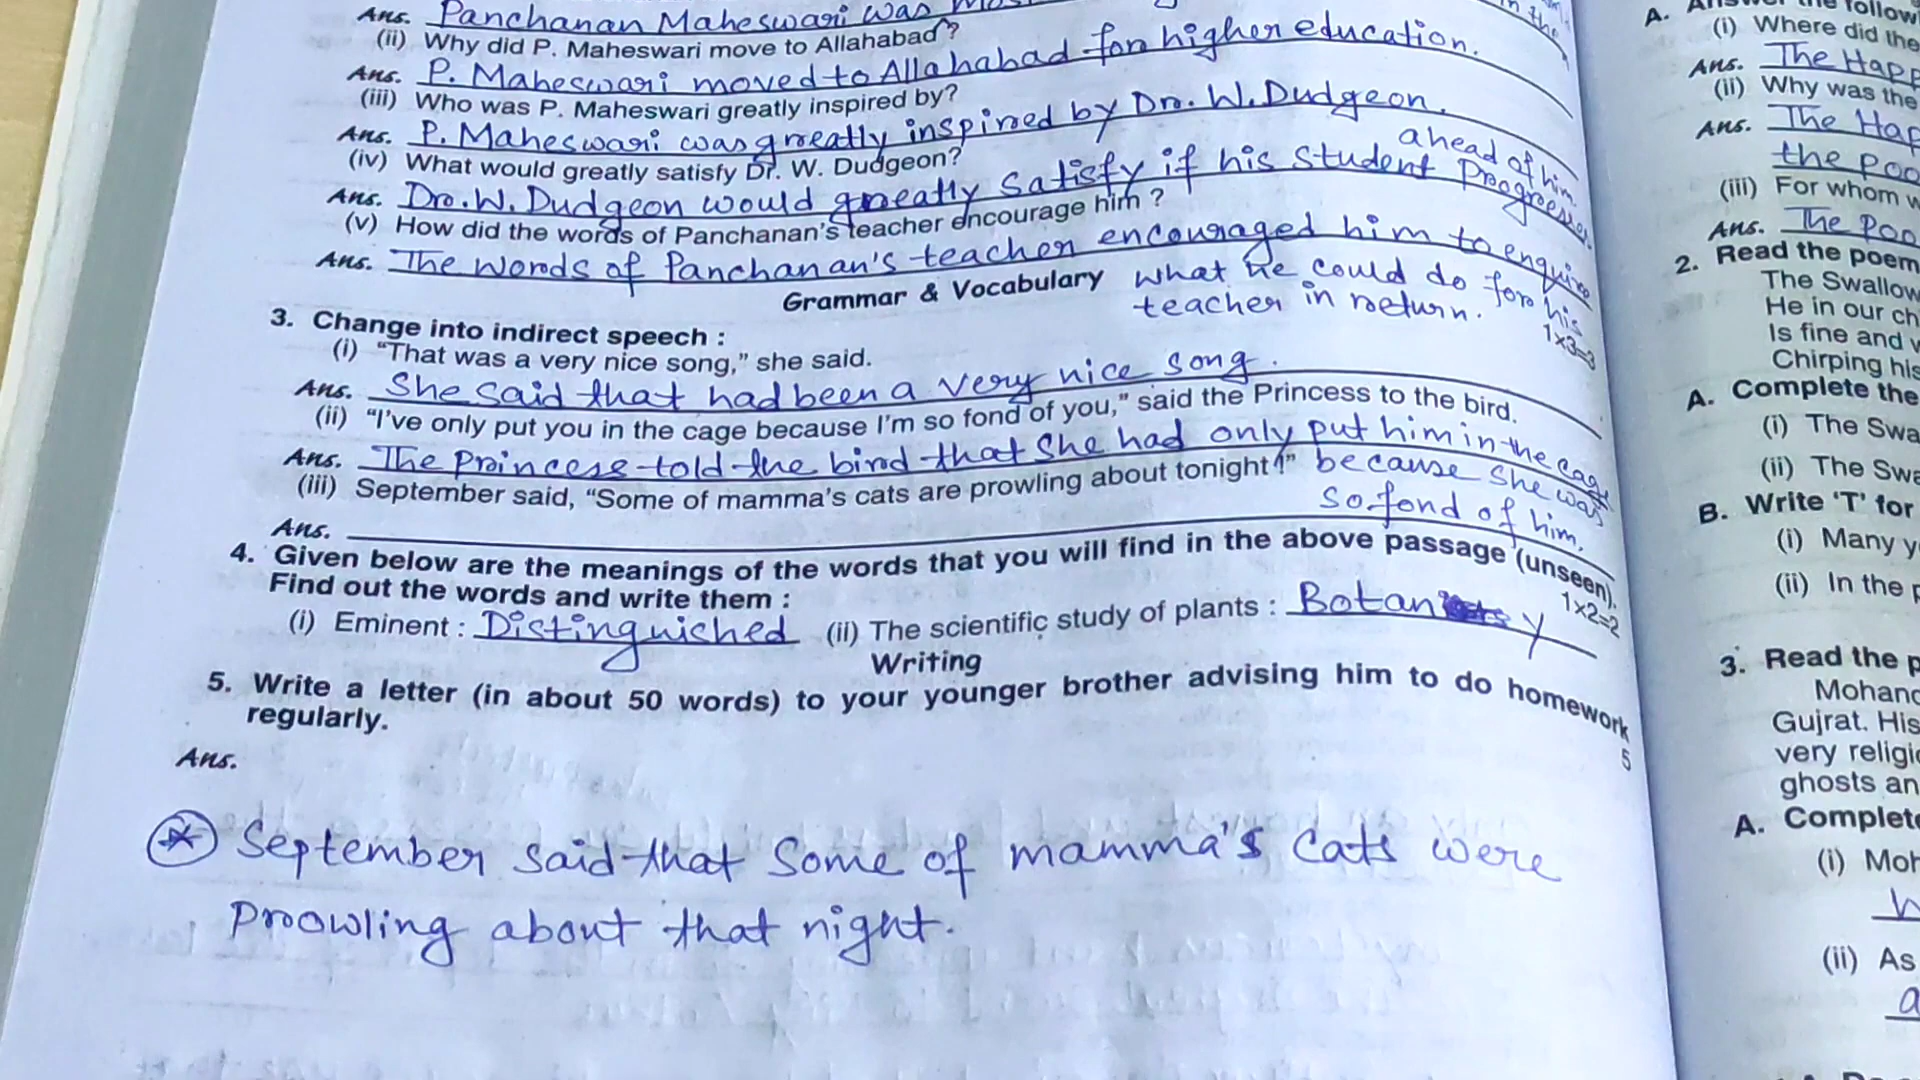 Ans. Panchanan Maheswari was
(ii) Why did P. Maheswari move to Allahabad?
Ans. P. Maheswari moved to Allahabad for higher education.
(iii) Who was P. Maheswari greatly inspired by?
Ans. P. Maheswari was greatly inspired by Dr. W. Dudgeon.
(iv) What would greatly satisfy Dr. W. Dudgeon?
ahead of him.
Ans. Dr. W. Dudgeon would greatly satisfy if his student Progresses
(v) How did the words of Panchanan's teacher encourage him ?
Ans. The words of Panchanan's teacher encouraged him to enquire
what he could do for his
teacher in return.
Grammar & Vocabulary
3. Change into indirect speech : 1×3=3
(i) "That was a very nice song," she said.
Ans. She said that had been a very nice song.
(ii) "I've only put you in the cage because I'm so fond of you," said the Princess to the bird.
Ans. The Princess told the bird that she had only put him in the cage
because she was
so fond of him.
(iii) September said, "Some of mamma's cats are prowling about tonight!"
Ans.
4. Given below are the meanings of the words that you will find in the above passage (unseen).
Find out the words and write them : 1×2=2
(i) Eminent : Distinguished (ii) The scientific study of plants : Botany
Writing
5. Write a letter (in about 50 words) to your younger brother advising him to do homework
regularly. 5
Ans.
* September said that some of mamma's cats were
prowling about that night.
A.
(i) Where did the
Ans. The Happ
(ii) Why was the
Ans. The Hap
the poo
(iii) For whom w
Ans. The poo
2. Read the poem
The Swallow
He in our ch
Is fine and
Chirping his
A. Complete the
(i) The Swa
(ii) The Swa
B. Write 'T' for
(i) Many y
(ii) In the p
3. Read the p
Mohand
Gujrat. His
very religio
ghosts an
A. Complete
(i) Moh
(ii) As
a